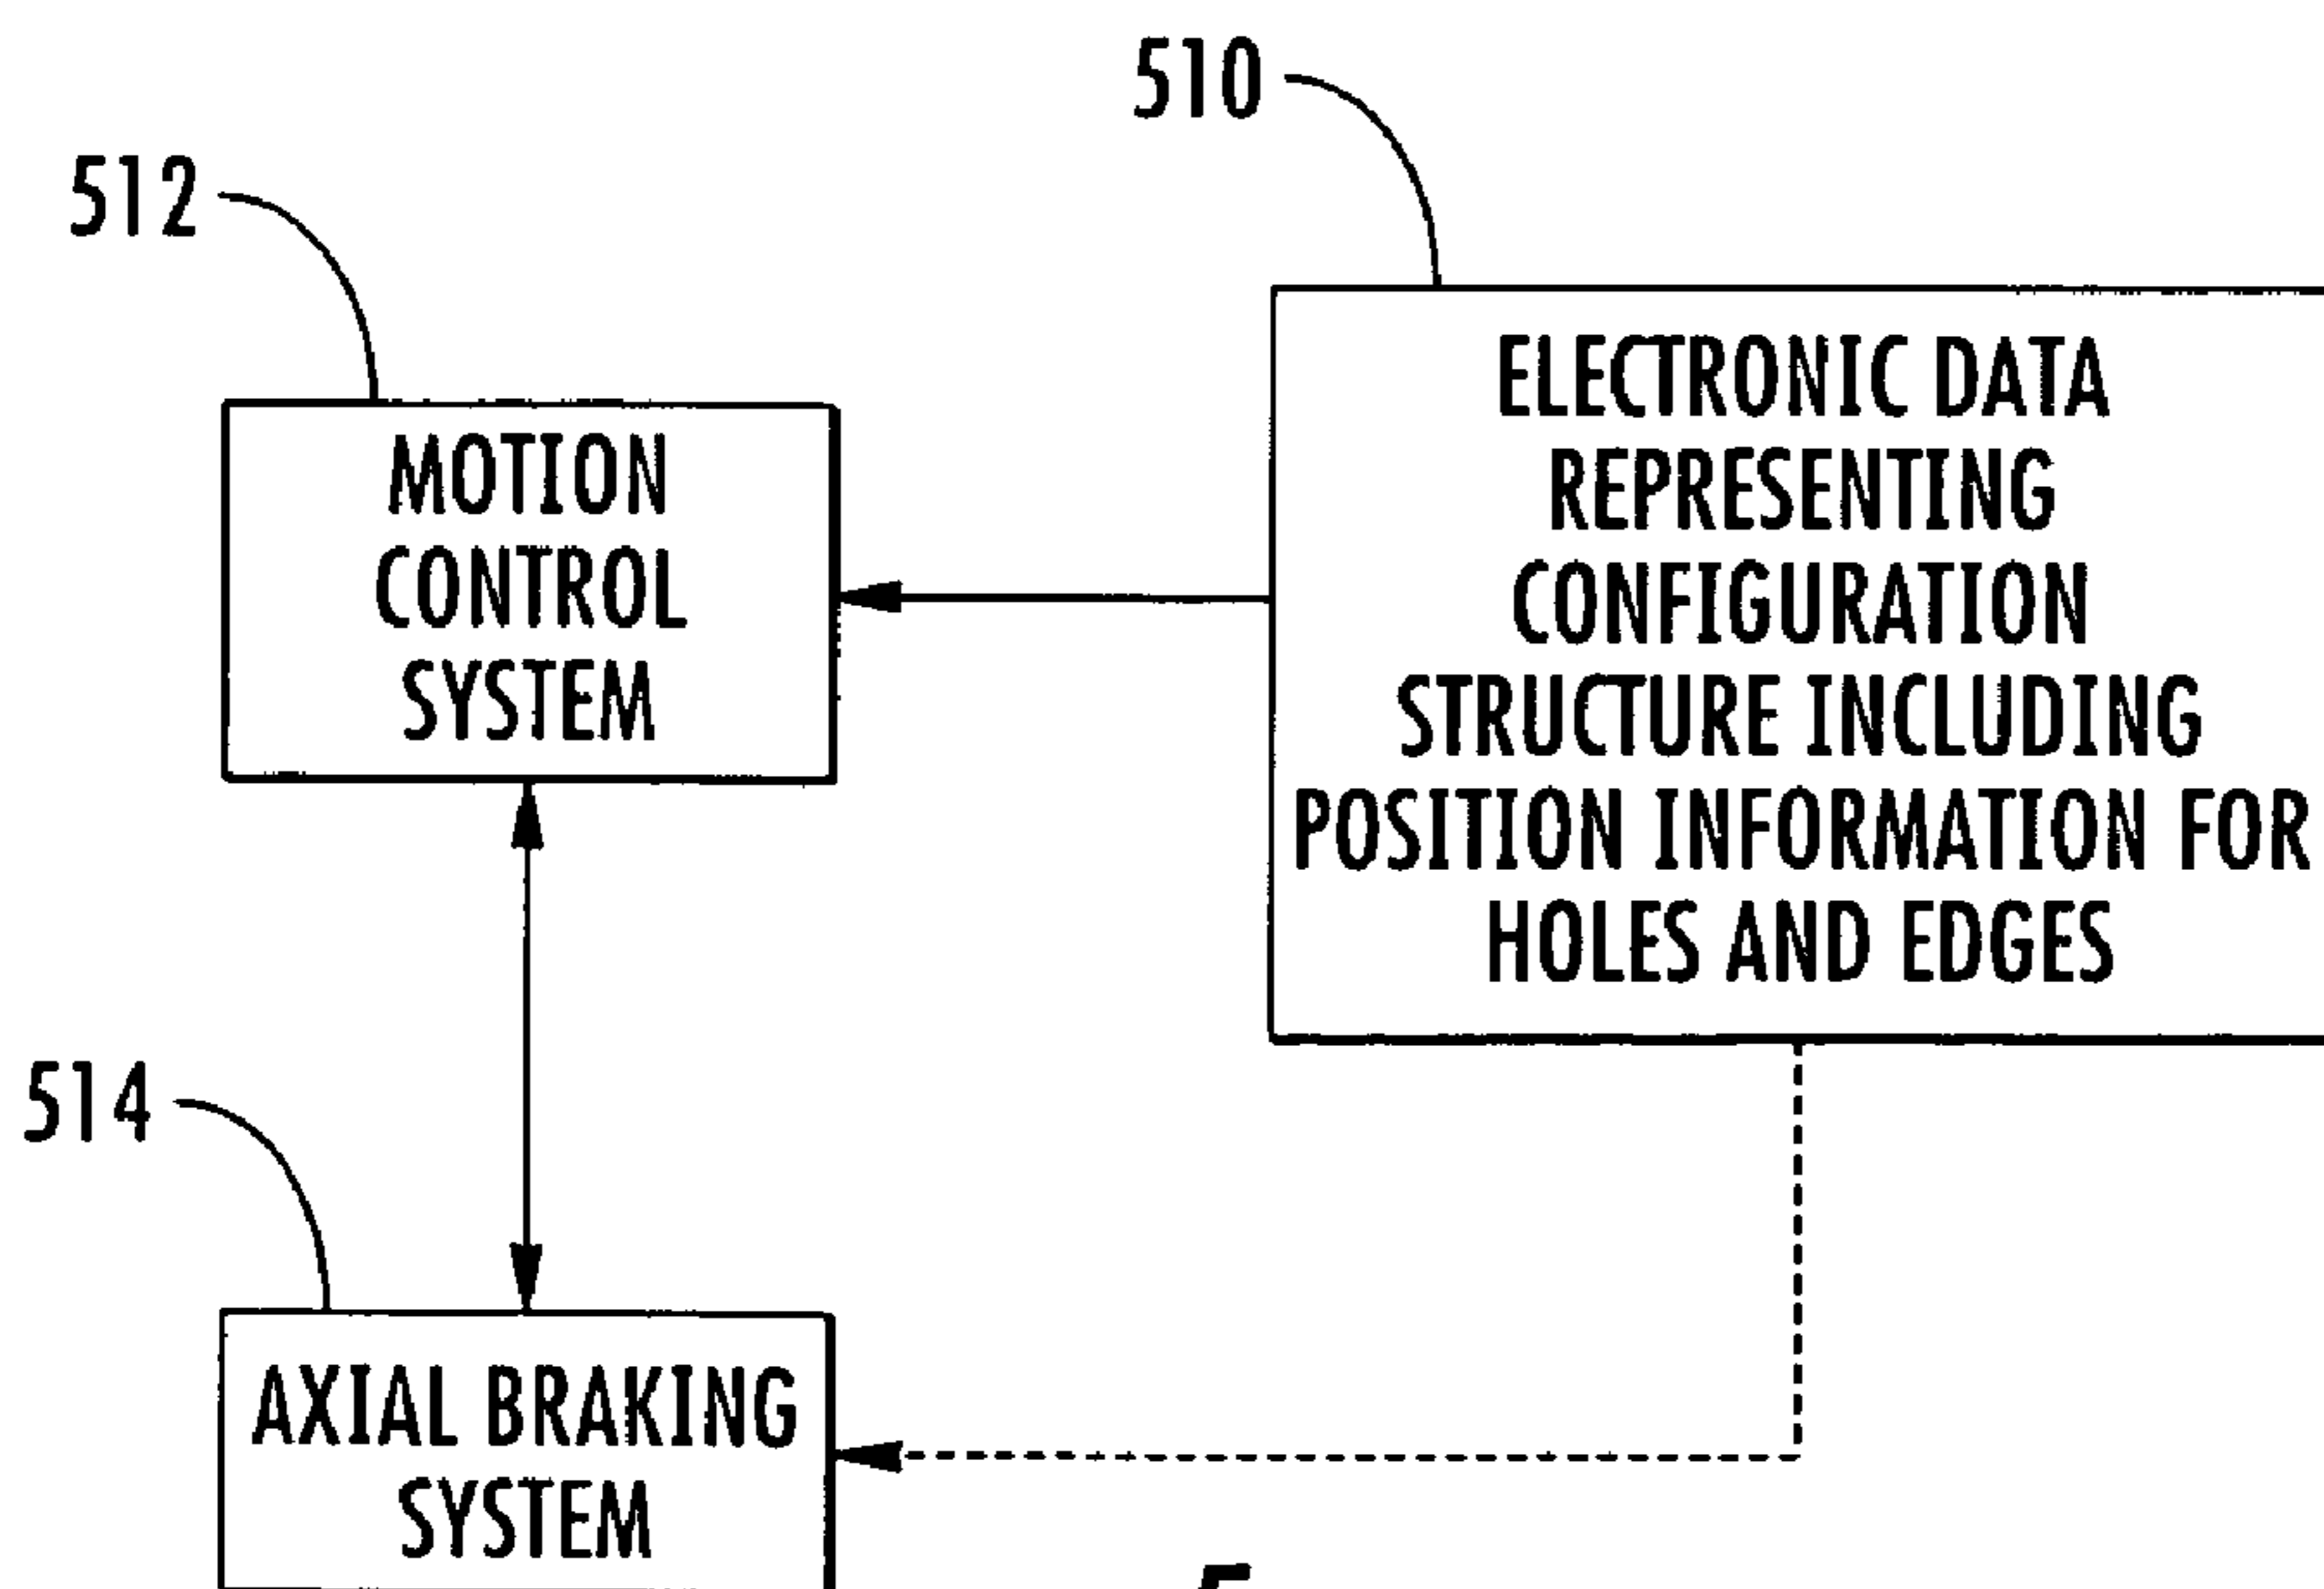 510
512
ELECTRONIC DATA
REPRESENTING
CONFIGURATION
STRUCTURE INCLUDING
POSITION INFORMATION FOR
HOLES AND EDGES
MOTION
CONTROL
SYSTEM
514
AXIAL BRAKING
SYSTEM